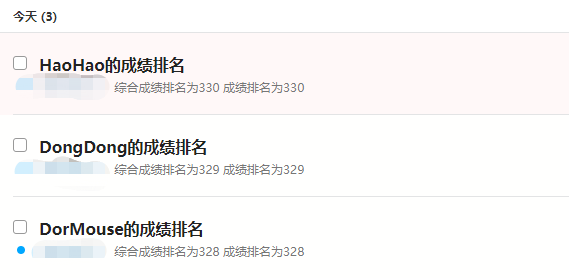 今天 (3)
HaoHao的成绩排名
综合成绩排名为330 成绩排名为330
DongDong的成绩排名
综合成绩排名为329 成绩排名为329
DorMouse的成绩排名
综合成绩排名为328 成绩排名为328